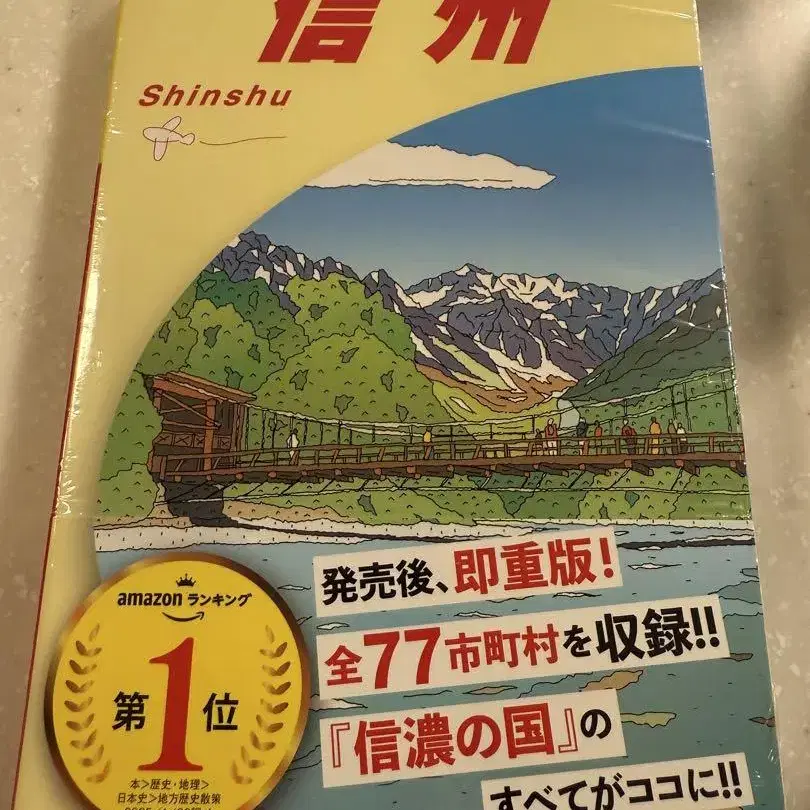 信州
Shinshu
発売後、即重版!
全77市町村を収録!!
『信濃の国』の
すべてがココに!!
amazon ランキング
第1位
本>歴史・地理>
日本史>地方歴史散策